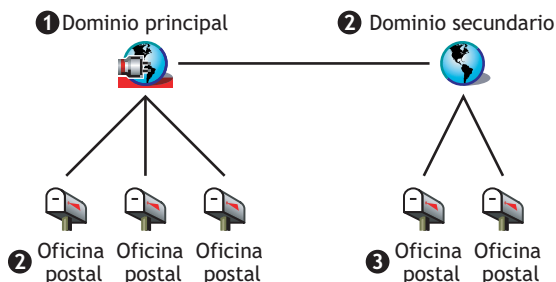 1 Dominio principal
2 Dominio secundario
2 Oficina postal
Oficina postal
Oficina postal
3 Oficina postal
Oficina postal